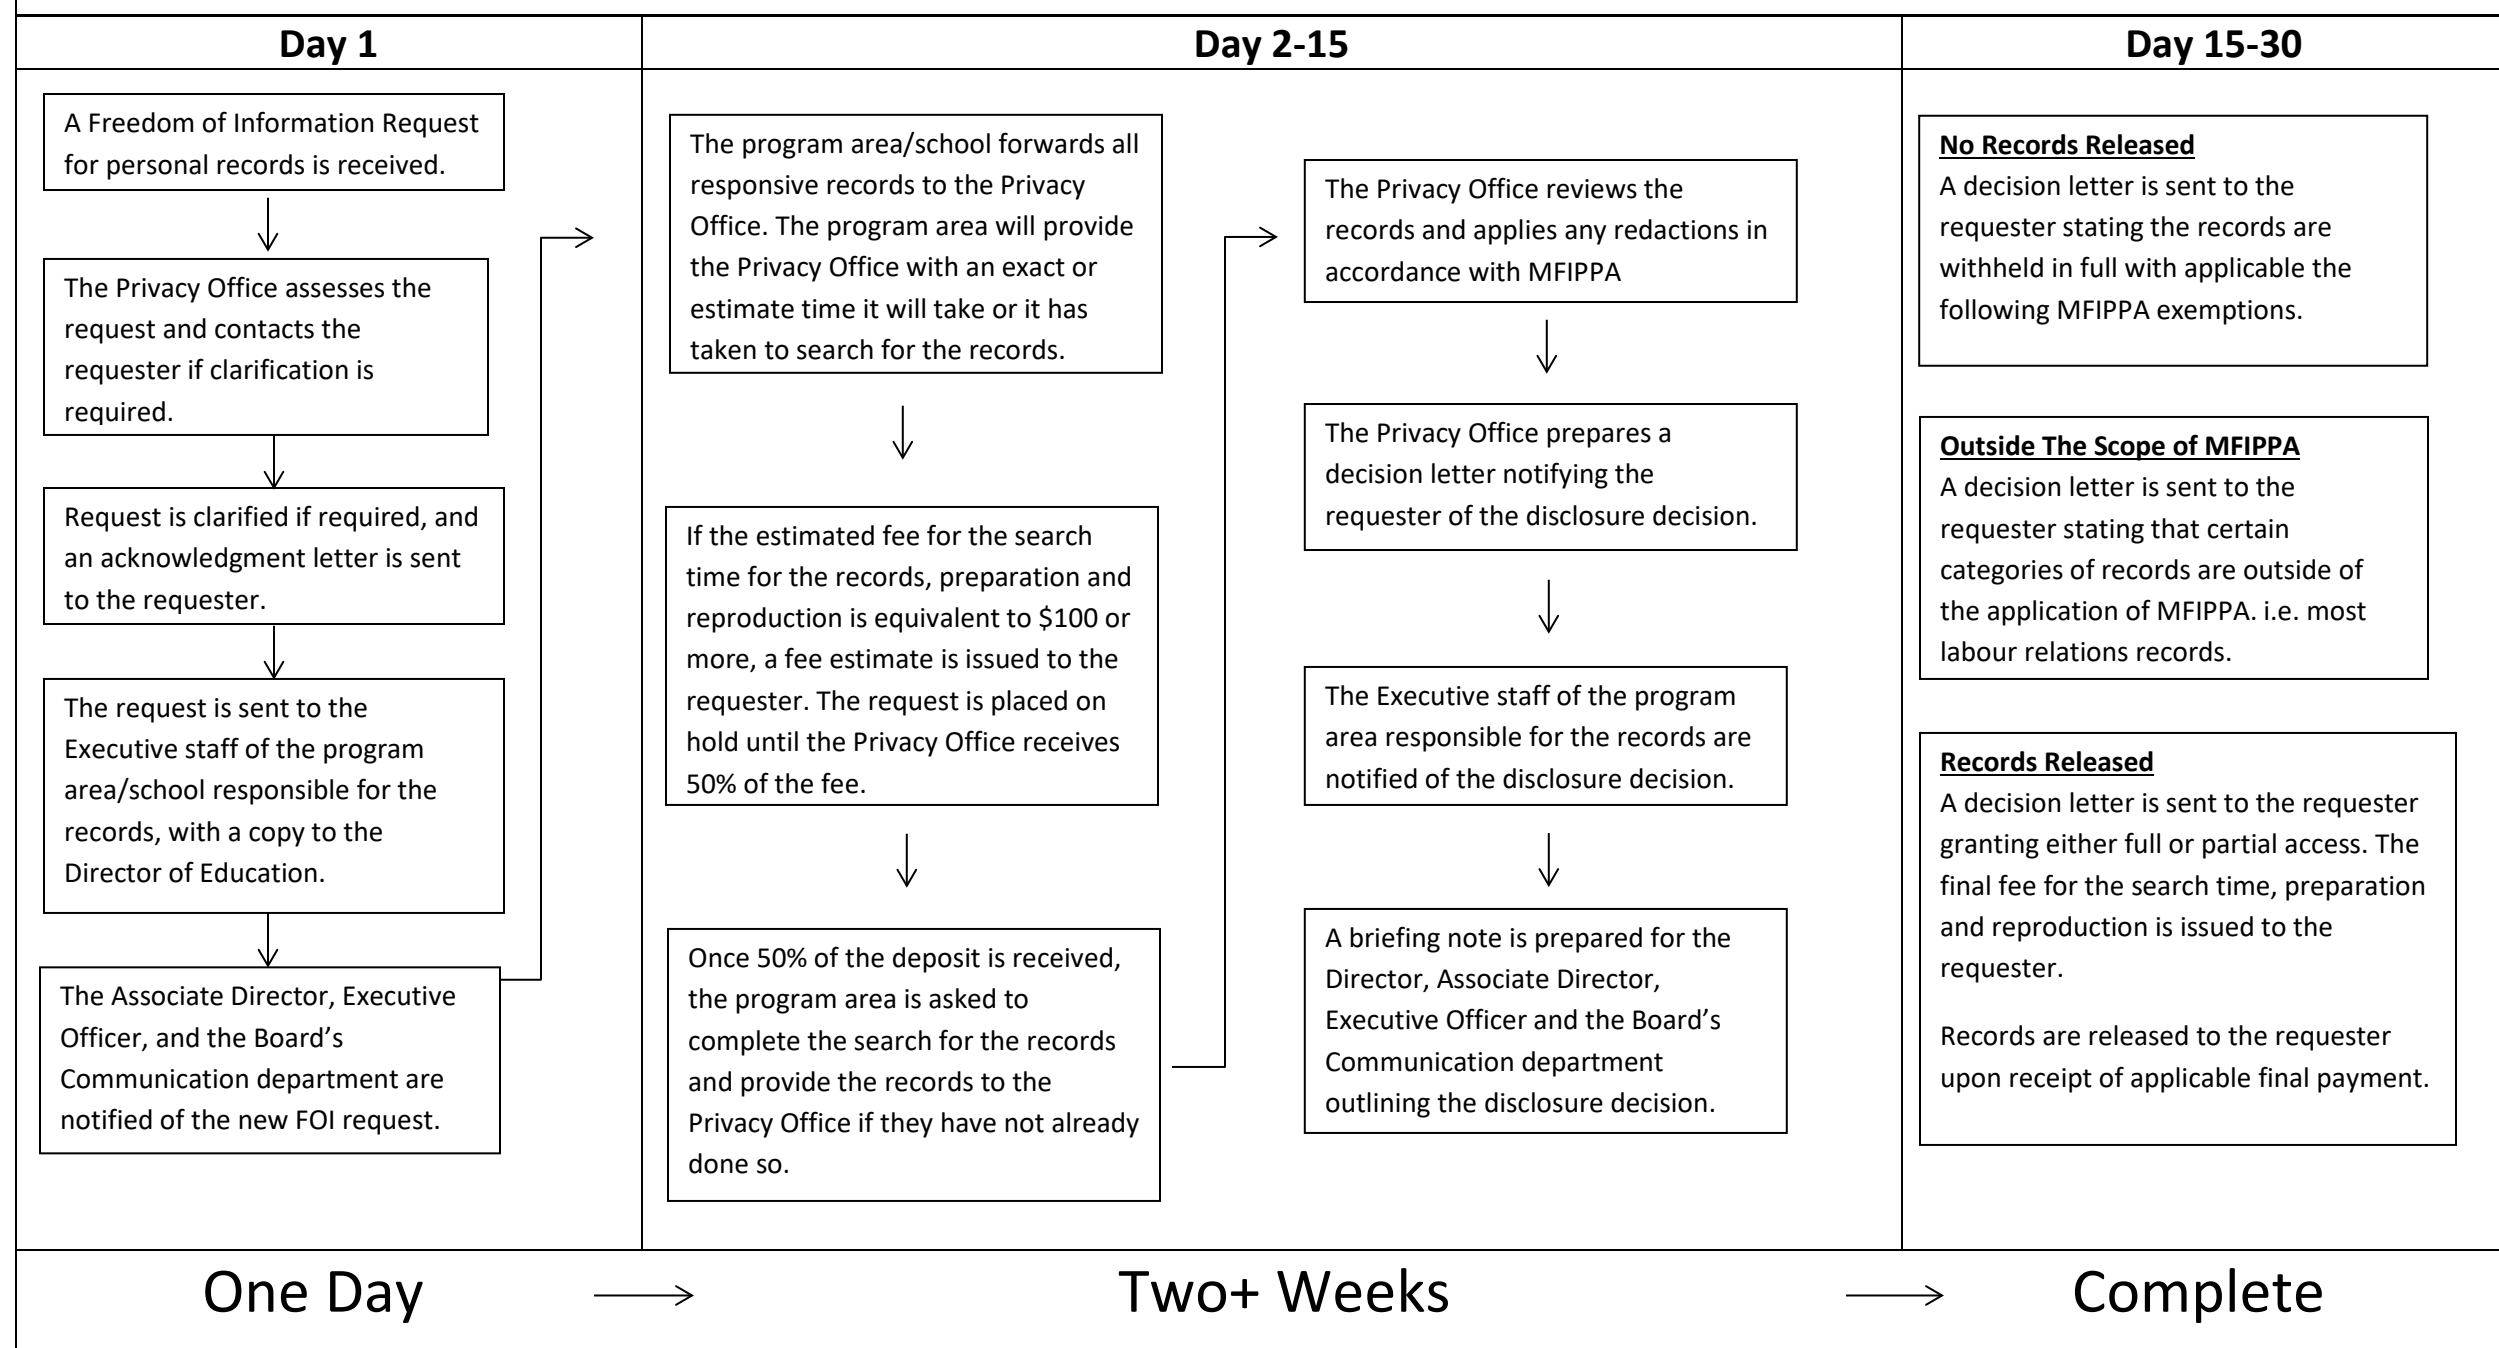 Day 1
Day 2-15
Day 15-30
A Freedom of Information Request
for personal records is received.
The Privacy Office assesses the
request and contacts the
requester if clarification is
required.
Request is clarified if required, and
an acknowledgment letter is sent
to the requester.
The request is sent to the
Executive staff of the program
area/school responsible for the
records, with a copy to the
Director of Education.
The Associate Director, Executive
Officer, and the Board’s
Communication department are
notified of the new FOI request.
The program area/school forwards all
responsive records to the Privacy
Office. The program area will provide
the Privacy Office with an exact or
estimate time it will take or it has
taken to search for the records.
If the estimated fee for the search
time for the records, preparation and
reproduction is equivalent to $100 or
more, a fee estimate is issued to the
requester. The request is placed on
hold until the Privacy Office receives
50% of the fee.
Once 50% of the deposit is received,
the program area is asked to
complete the search for the records
and provide the records to the
Privacy Office if they have not already
done so.
The Privacy Office reviews the
records and applies any redactions in
accordance with MFIPPA
The Privacy Office prepares a
decision letter notifying the
requester of the disclosure decision.
The Executive staff of the program
area responsible for the records are
notified of the disclosure decision.
A briefing note is prepared for the
Director, Associate Director,
Executive Officer and the Board’s
Communication department
outlining the disclosure decision.
No Records Released
A decision letter is sent to the
requester stating the records are
withheld in full with applicable the
following MFIPPA exemptions.
Outside The Scope of MFIPPA
A decision letter is sent to the
requester stating that certain
categories of records are outside of
the application of MFIPPA. i.e. most
labour relations records.
Records Released
A decision letter is sent to the requester
granting either full or partial access. The
final fee for the search time, preparation
and reproduction is issued to the
requester.
Records are released to the requester
upon receipt of applicable final payment.
One Day
Two+ Weeks
Complete